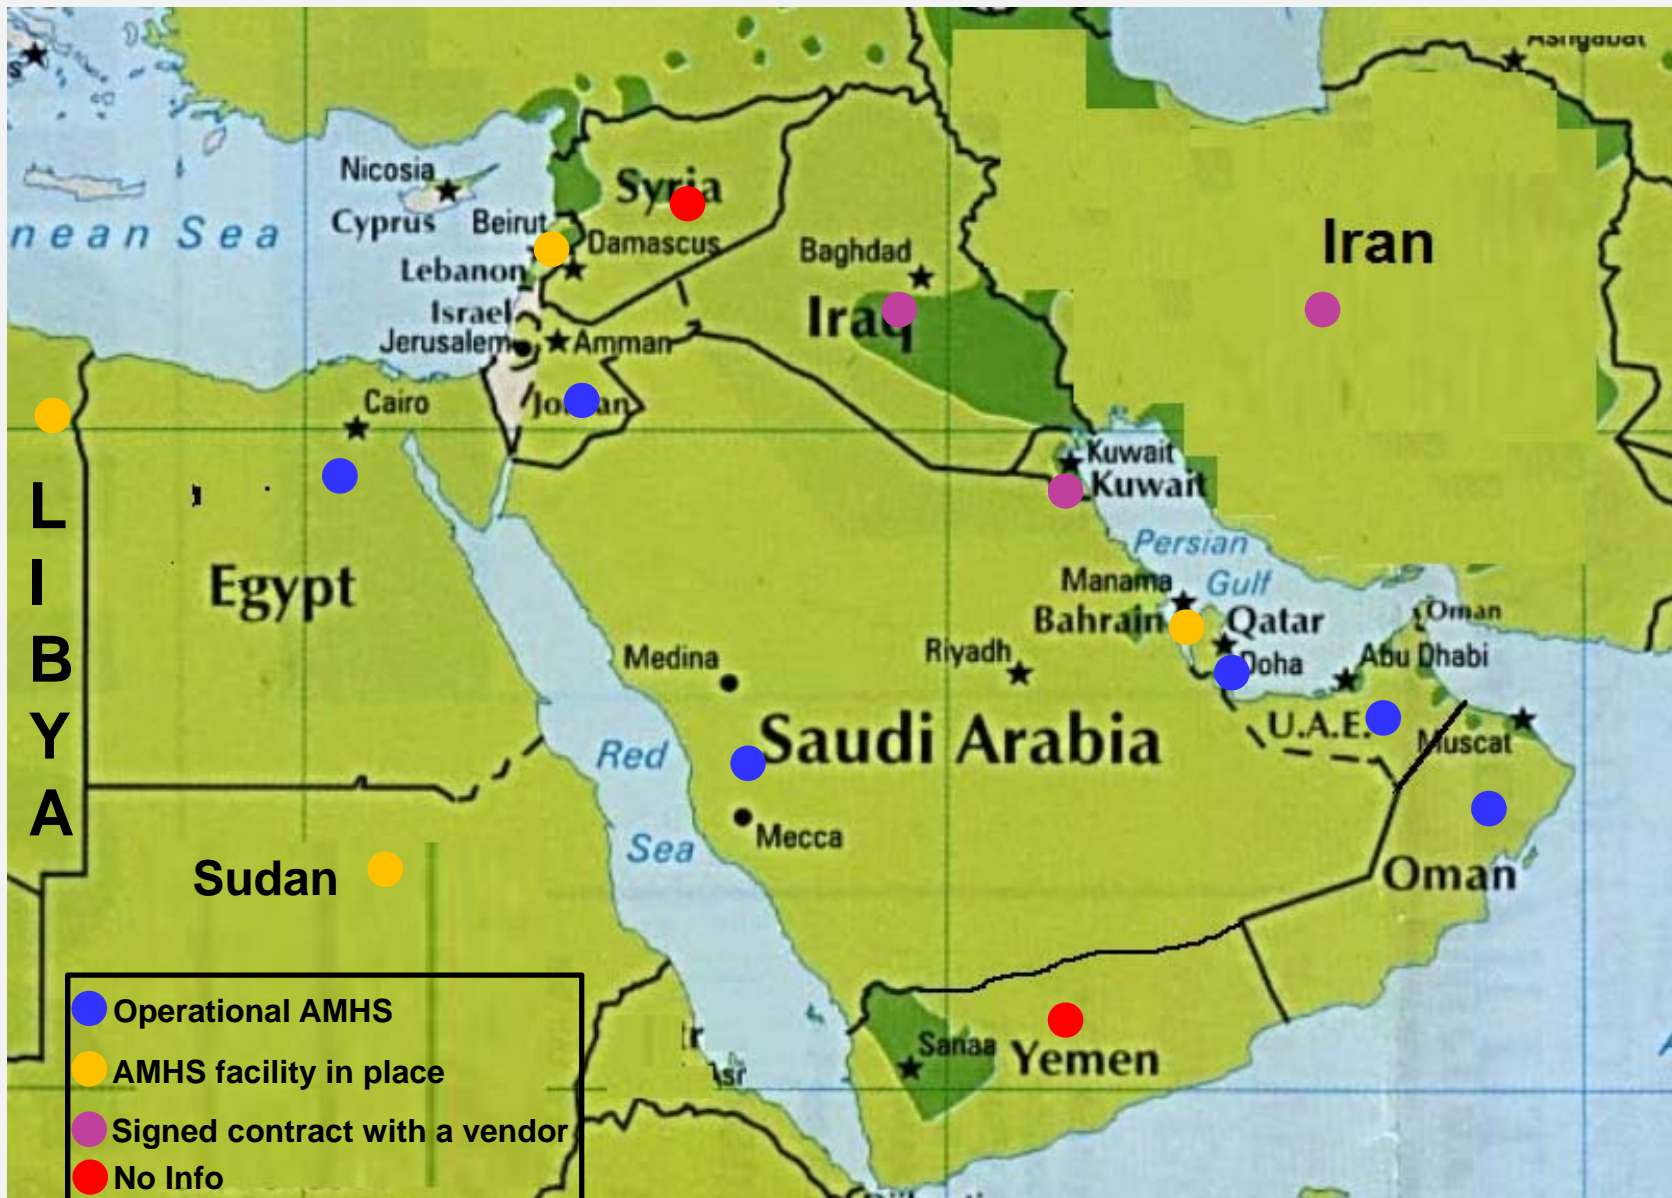 Ashgabat
Nicosia
Cyprus
nean Sea
Syria
Beirut
Damascus
Lebanon
Israel
Jerusalem
Amman
Jordan
Baghdad
Iraq
Iran
Cairo
Kuwait
Kuwait
LIBYA
Egypt
Persian
Gulf
Manama
Bahrain
Qatar
Doha
Oman
Abu Dhabi
U.A.E.
Muscat
Medina
Riyadh
Saudi Arabia
Red
Sea
Mecca
Oman
Sudan
Sanaa
Yemen
Operational AMHS
AMHS facility in place
Signed contract with a vendor
No Info